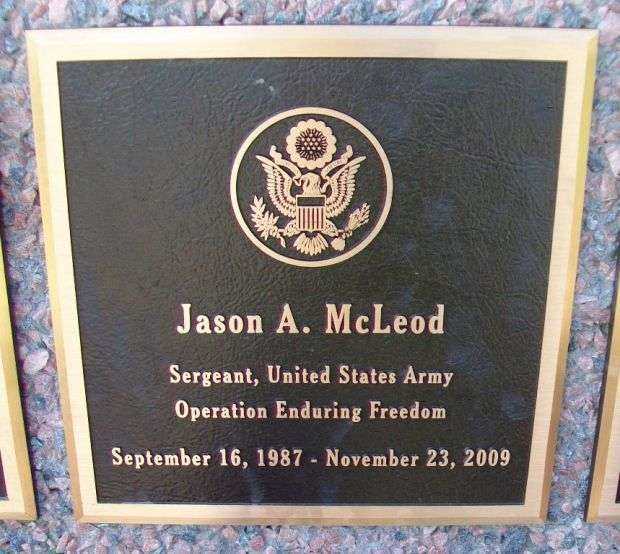 Jason A. McLeod
Sergeant, United States Army
Operation Enduring Freedom
September 16, 1987 - November 23, 2009